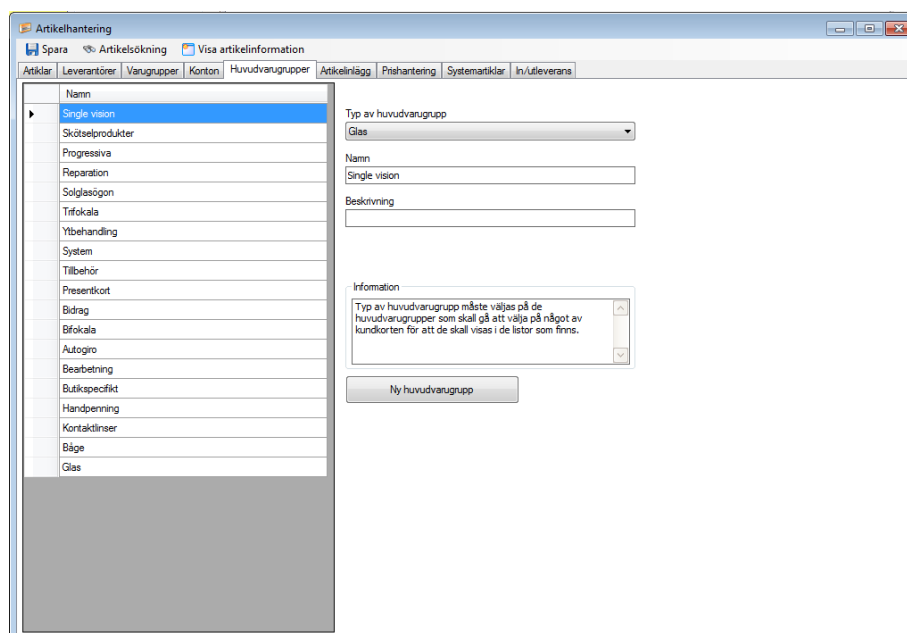 Artikelhantering
Spara Artikelsökning Visa artikelinformation
Artiklar Leverantörer Varugrupper Konton Huvudvarugrupper Artikelinlägg Prishantering Systemartiklar In/utleverans
Namn
Single vision
Skötselprodukter
Progressiva
Reparation
Solglasögon
Trifokala
Ytbehandling
System
Tillbehör
Presentkort
Bidrag
Bifokala
Autogiro
Bearbetning
Butikspecifikt
Handpenning
Kontaktlinser
Båge
Glas
Typ av huvudvarugrupp
Glas
Namn
Single vision
Beskrivning
Information
Typ av huvudvarugrupp måste väljas på de
huvudvarugrupper som skall gå att välja på något av
kundkorten för att de skall visas i de listor som finns.
Ny huvudvarugrupp